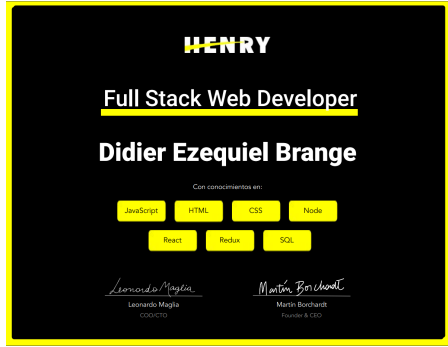 HENRY
Full Stack Web Developer
Didier Ezequiel Brange
Con conocimientos en:
JavaScript HTML CSS Node
React Redux SQL
Leonardo Maglia Martín Borchardt
Leonardo Maglia Martin Borchardt
COO/CTO Founder & CEO